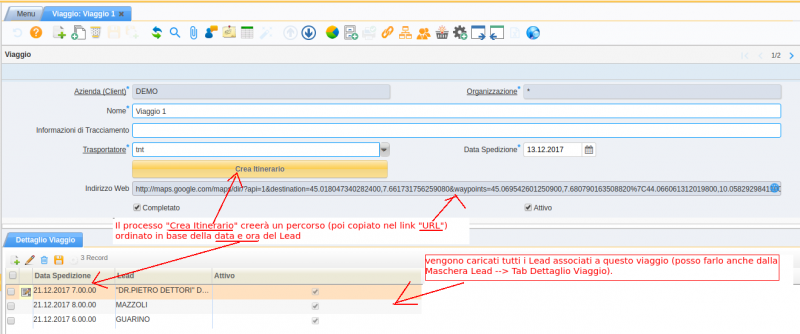 Menu
Viaggio: Viaggio 1
Viaggio
1/2
Azienda (Client)
DEMO
Organizzazione
*
Nome
Viaggio 1
Informazioni di Tracciamento
Trasportatore
tnt
Data Spedizione
13.12.2017
Crea Itinerario
Indirizzo Web
http://maps.google.com/maps/dir/?api=1&destination=45.018047340282400,7.661731756259080&waypoints=45.069542601250900,7.680790163508820%7C44.066061312019800,10.0582929841
Completato
Attivo
Il processo "Crea Itinerario" creerà un percorso (poi copiato nel link "URL")
ordinato in base della data e ora del Lead
Dettaglio Viaggio
vengono caricati tutti i Lead associati a questo viaggio (posso farlo anche dalla
Maschera Lead --> Tab Dettaglio Viaggio).
3 Record
Data Spedizione
Lead
Attivo
21.12.2017 7.00.00
"DR.PIETRO DETTORI" D...
21.12.2017 8.00.00
MAZZOLI
21.12.2017 6.00.00
GUARINO